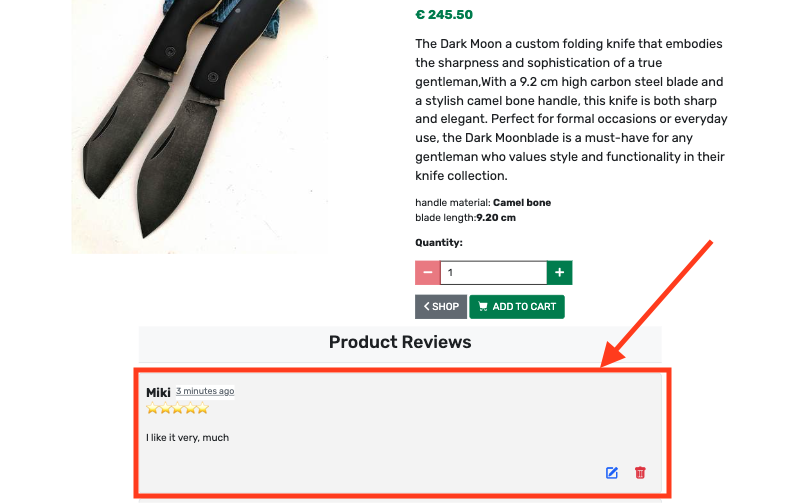 € 245.50
The Dark Moon a custom folding knife that embodies
the sharpness and sophistication of a true
gentleman,With a 9.2 cm high carbon steel blade and
a stylish camel bone handle, this knife is both sharp
and elegant. Perfect for formal occasions or everyday
use, the Dark Moonblade is a must-have for any
gentleman who values style and functionality in their
knife collection.
handle material: Camel bone
blade length:9.20 cm
Quantity:
1
SHOP
ADD TO CART
Product Reviews
Miki 3 minutes ago
I like it very, much